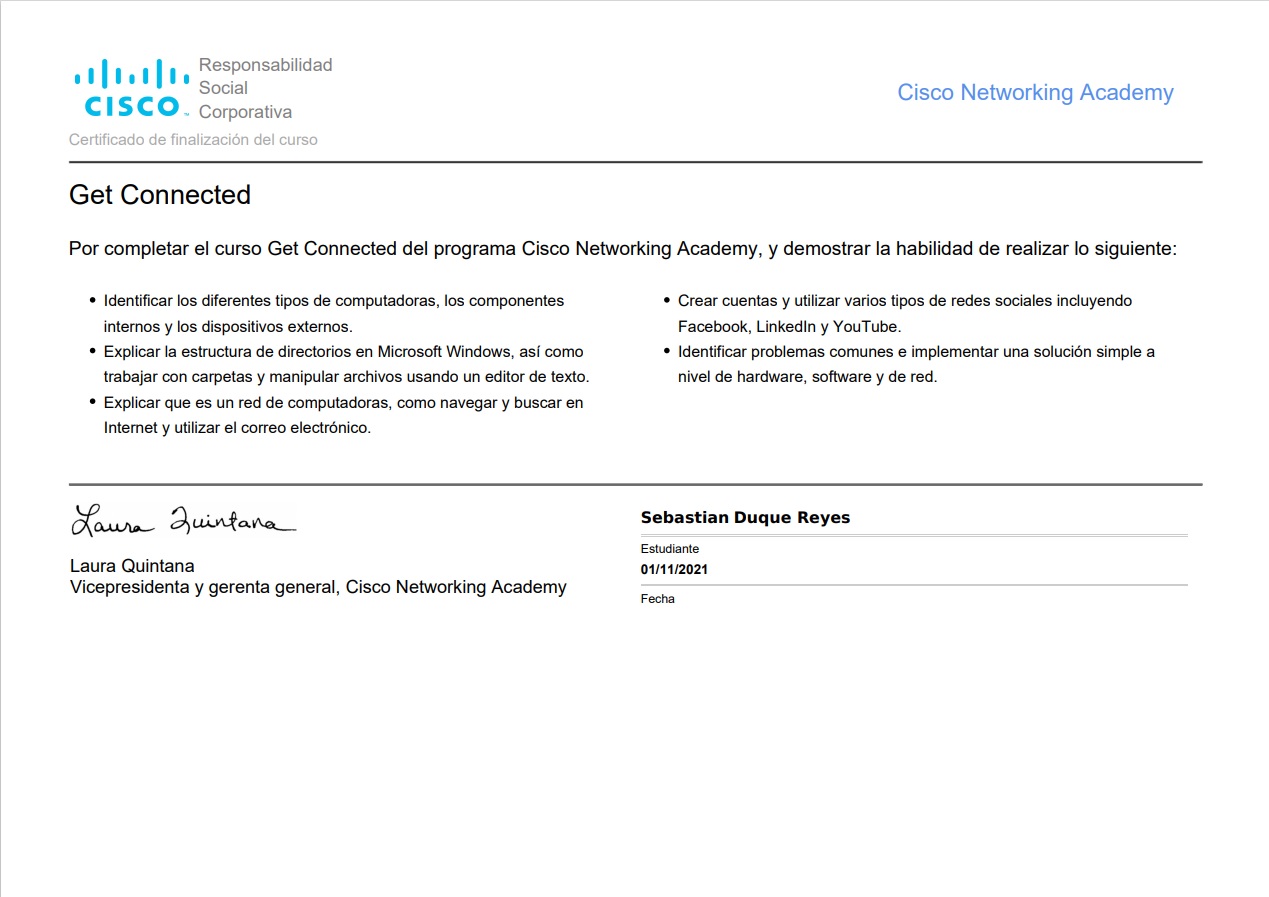 Responsabilidad
Social
Corporativa
CISCO™
Certificado de finalización del curso
Cisco Networking Academy
Get Connected
Por completar el curso Get Connected del programa Cisco Networking Academy, y demostrar la habilidad de realizar lo siguiente:
• Identificar los diferentes tipos de computadoras, los componentes
internos y los dispositivos externos.
• Explicar la estructura de directorios en Microsoft Windows, así como
trabajar con carpetas y manipular archivos usando un editor de texto.
• Explicar que es un red de computadoras, como navegar y buscar en
Internet y utilizar el correo electrónico.
• Crear cuentas y utilizar varios tipos de redes sociales incluyendo
Facebook, LinkedIn y YouTube.
• Identificar problemas comunes e implementar una solución simple a
nivel de hardware, software y de red.
Laura Quintana
Laura Quintana
Vicepresidenta y gerenta general, Cisco Networking Academy
Sebastian Duque Reyes
Estudiante
01/11/2021
Fecha